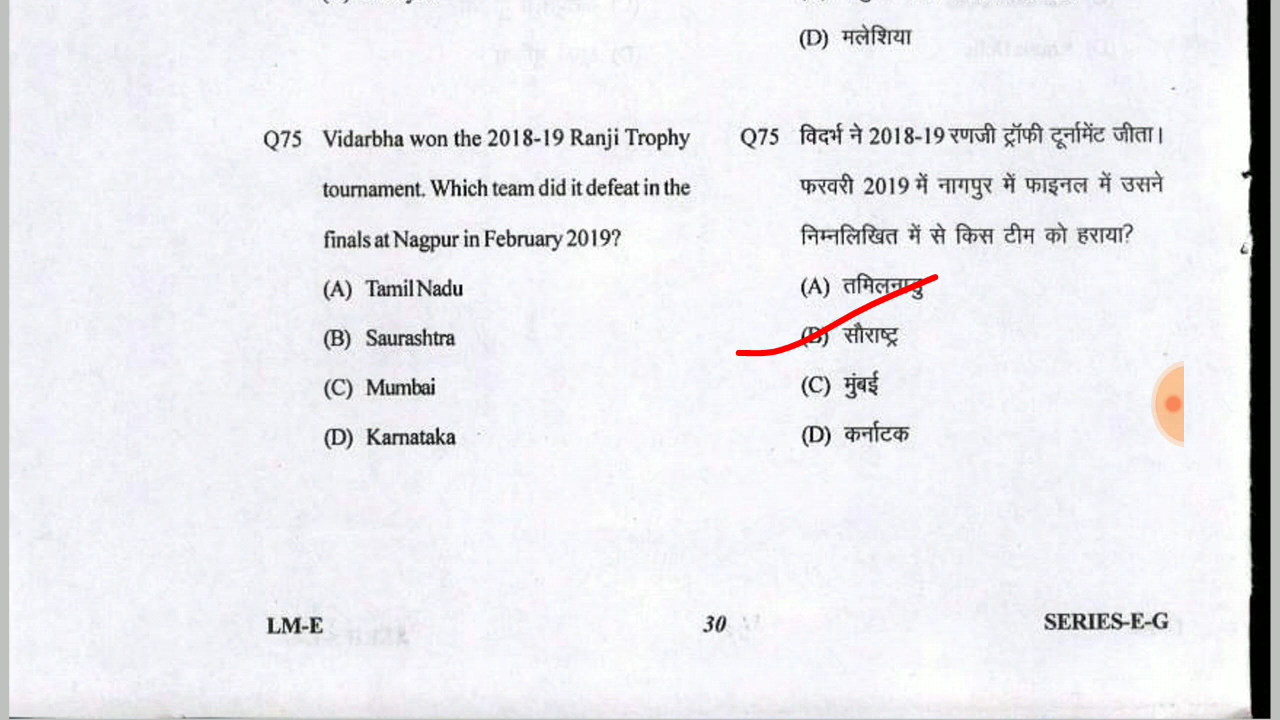 (D) मलेशिया
Q75 Vidarbha won the 2018-19 Ranji Trophy
tournament. Which team did it defeat in the
finals at Nagpur in February 2019?
(A) Tamil Nadu
(B) Saurashtra
(C) Mumbai
(D) Karnataka
Q75 विदर्भ ने 2018-19 रणजी ट्रॉफी टूर्नामेंट जीता।
फरवरी 2019 में नागपुर में फाइनल में उसने
निम्नलिखित में से किस टीम को हराया?
(A) तमिलनाडु
(B) सौराष्ट्र
(C) मुंबई
(D) कर्नाटक
LM-E 30 SERIES-E-G